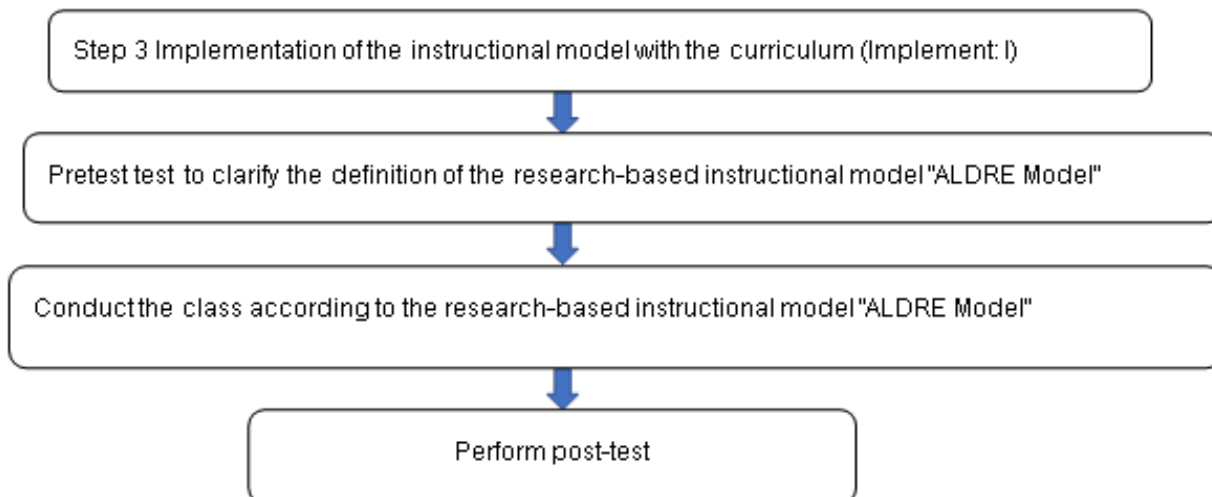 Step 3 Implementation of the instructional model with the curriculum (Implement: I)
Pretest test to clarify the definition of the research-based instructional model "ALDRE Model"
Conduct the class according to the research-based instructional model "ALDRE Model"
Perform post-test